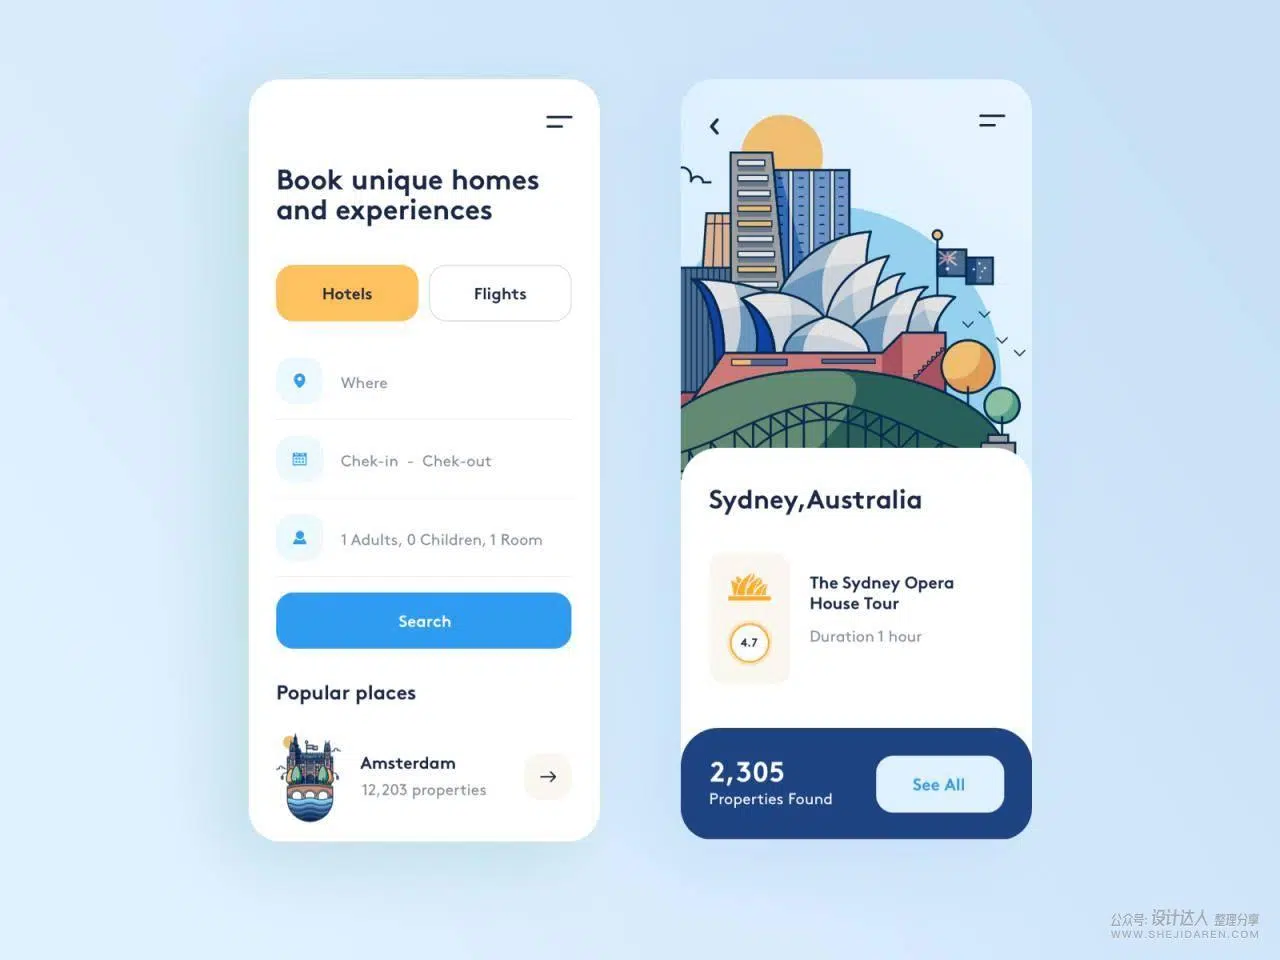 Book unique homes
and experiences
Hotels
Flights
Where
Chek-in - Chek-out
1 Adults, 0 Children, 1 Room
Search
Popular places
Amsterdam
12,203 properties
Sydney,Australia
The Sydney Opera
House Tour
4.7
Duration 1 hour
2,305
Properties Found
See All
公众号: 设计达人 整理分享
WWW.SHEJIDAREN.COM